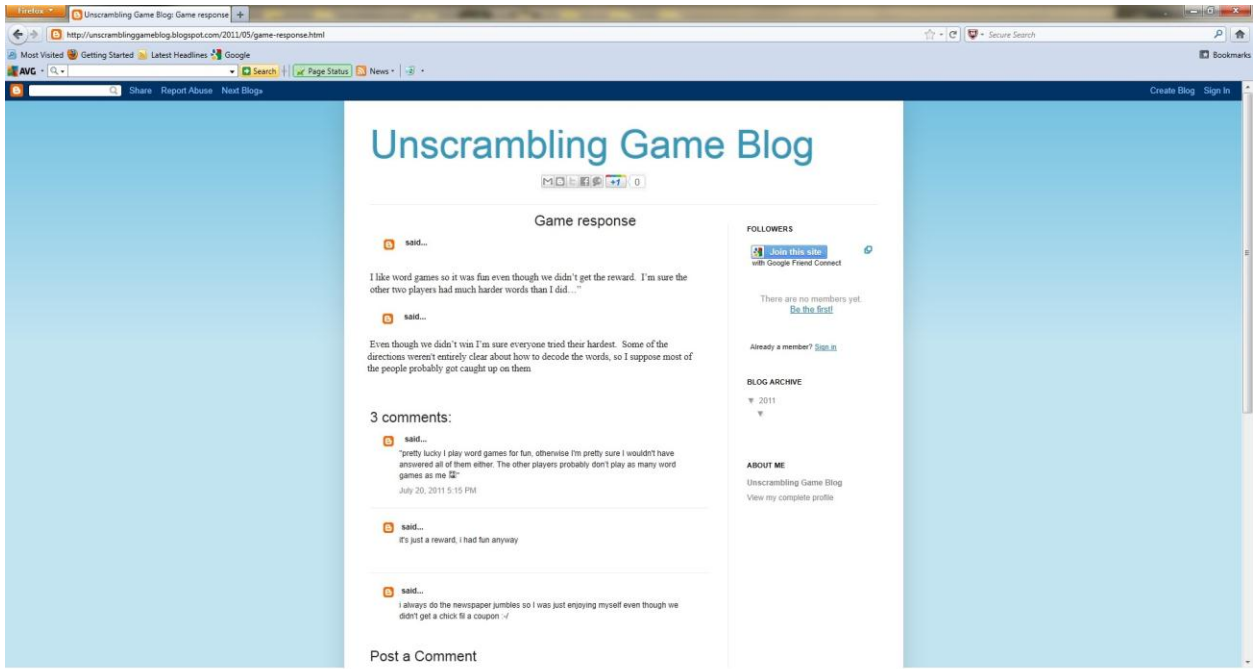 Firefox
Unscrambling Game Blog: Game response +
http://unscramblinggameblog.blogspot.com/2011/05/game-response.html
Secure Search
Most Visited Getting Started Latest Headlines Google
Bookmarks
AVG Search Page Status News
Share Report Abuse Next Blog»
Create Blog Sign In
Unscrambling Game Blog
+1 0
Game response
said...
I like word games so it was fun even though we didn't get the reward. I'm sure the
other two players had much harder words than I did…"
said...
Even though we didn't win I'm sure everyone tried their hardest. Some of the
directions weren't entirely clear about how to decode the words, so I suppose most of
the people probably got caught up on them
3 comments:
said...
"pretty lucky I play word games for fun, otherwise I'm pretty sure I wouldn't have
answered all of them either. The other players probably don't play as many word
games as me "
July 20, 2011 5:15 PM
said...
it's just a reward, i had fun anyway
said...
i always do the newspaper jumbles so I was just enjoying myself even though we
didn't get a chick fil a coupon :-/
Post a Comment
FOLLOWERS
Join this site
with Google Friend Connect
There are no members yet.
Be the first!
Already a member? Sign in
BLOG ARCHIVE
▼ 2011
▼
ABOUT ME
Unscrambling Game Blog
View my complete profile